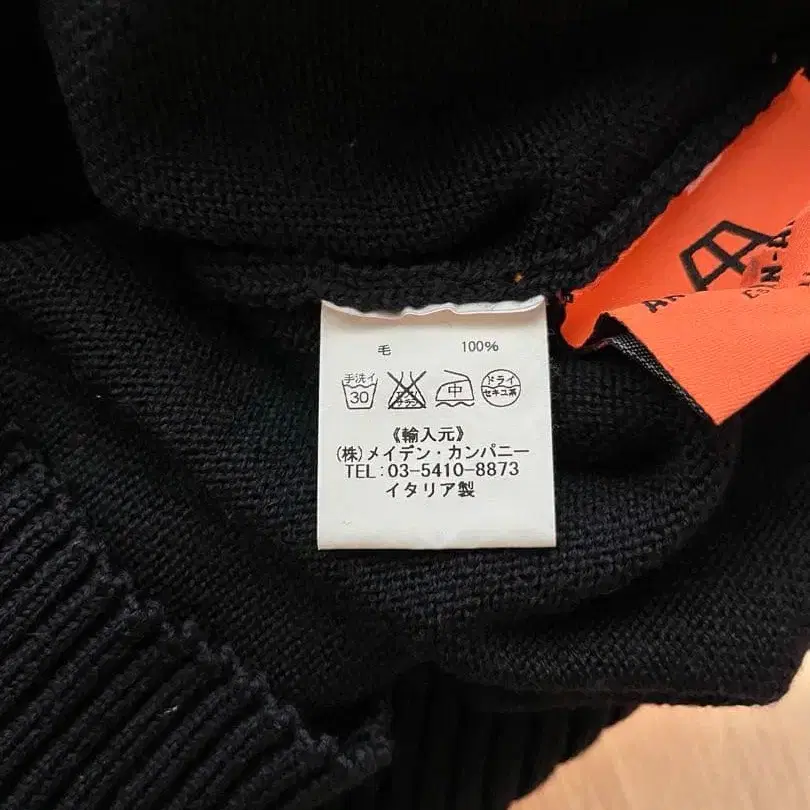 毛 100%
手洗イ
30
中
ドライ
セキユ系
《輸入元》
(株)メイデン・カンパニー
TEL:03-5410-8873
イタリア製